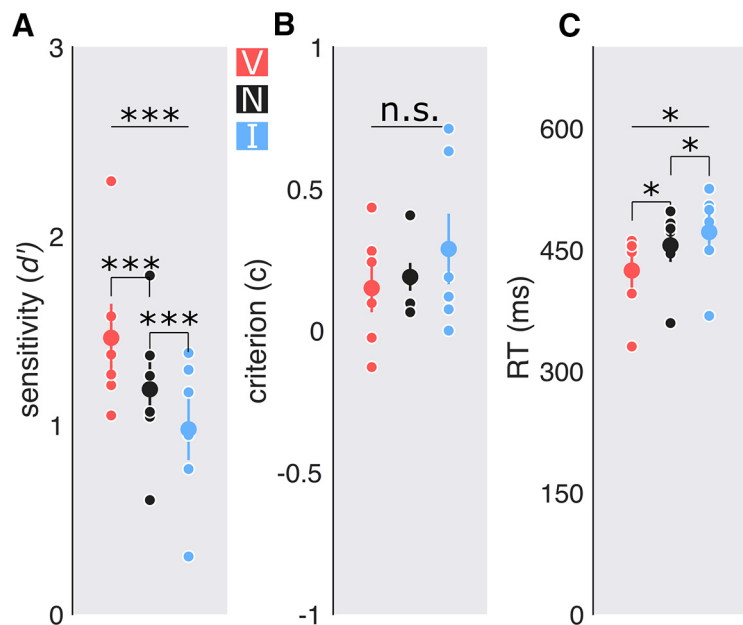 A
B
C
3
2
1
0
sensitivity (d′)
***
***
***
V
N
I
1
0.5
0
-0.5
-1
criterion (c)
n.s.
600
450
300
150
0
RT (ms)
*
*
*